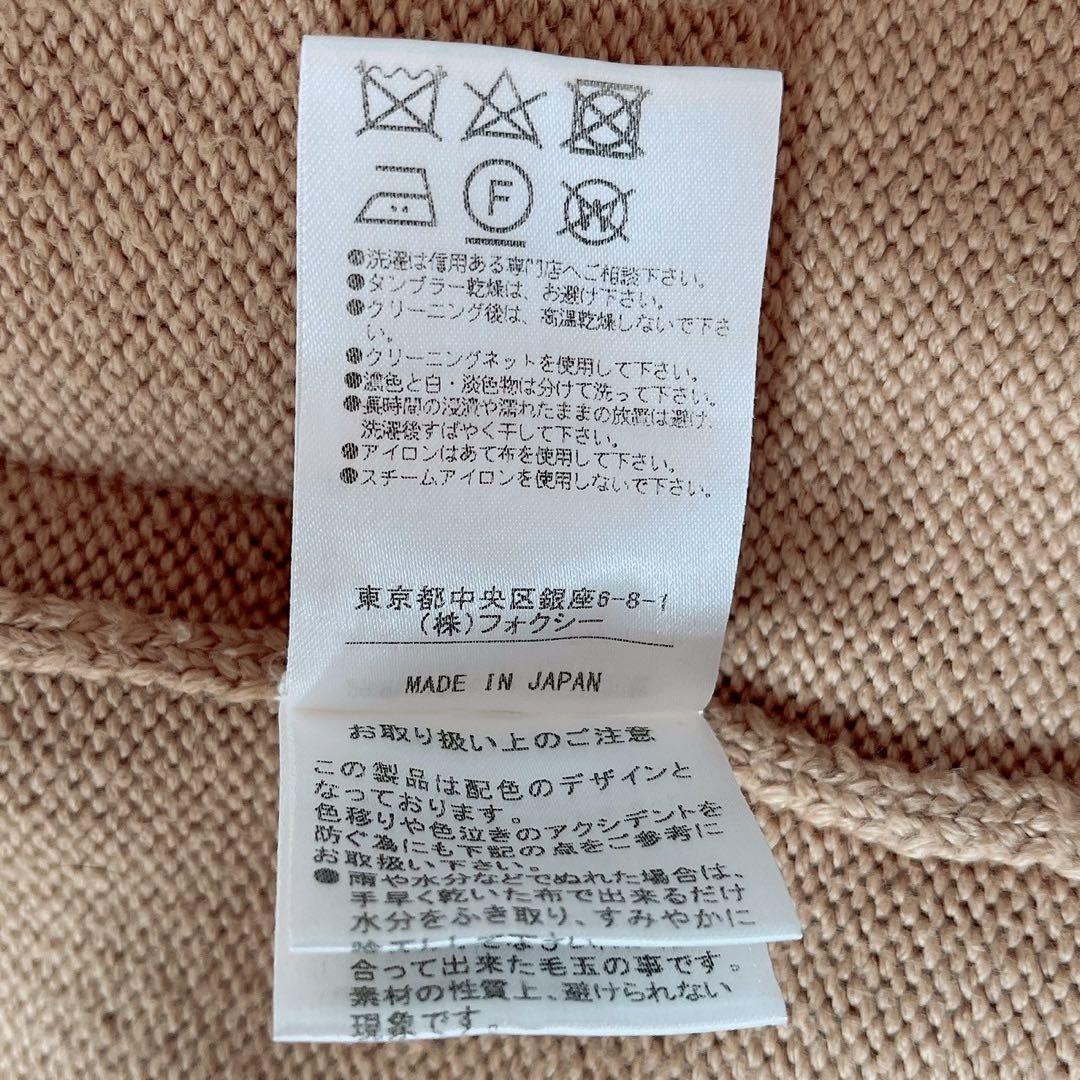 F
W
●洗濯は信用ある専門店へご相談下さい。
●タンブラー乾燥は、お避け下さい。
●クリーニング後は、高温乾燥しないで下さ
い。
●クリーニングネットを使用して下さい。
●濃色と白・淡色物は分けて洗って下さい。
●長時間の浸漬や濡れたままの放置は避け、
洗濯後すばやく干して下さい。
●アイロンはあて布を使用して下さい。
●スチームアイロンを使用しないで下さい。
東京都中央区銀座6-8-1
(株)フォクシー
MADE IN JAPAN
お取り扱い上のご注意
この製品は配色のデザインと
なっております。
色移りや色泣きのアクシデントを
防ぐ為にも下記の点をご参考に
お取扱い下さい。
●雨や水分などでぬれた場合は、
手早く乾いた布で出来るだけ
水分をふき取り、すみやかに
合って出来た毛玉の事です。
素材の性質上、避けられない
現象です。